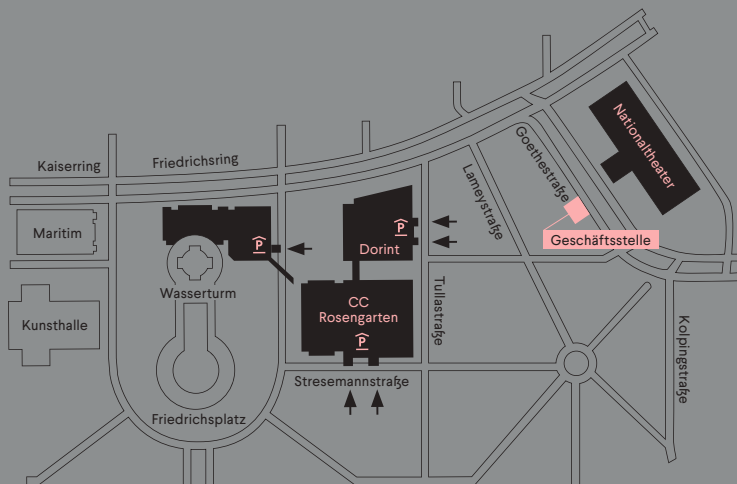 Kaiserring
Friedrichsring
Goethestraße
Nationaltheater
Lameystraße
Maritim
P
P
Dorint
Geschäftsstelle
Wasserturm
CC
Rosengarten
P
Tullastraße
Kunsthalle
Kolpingstraße
Stresemannstraße
Friedrichsplatz